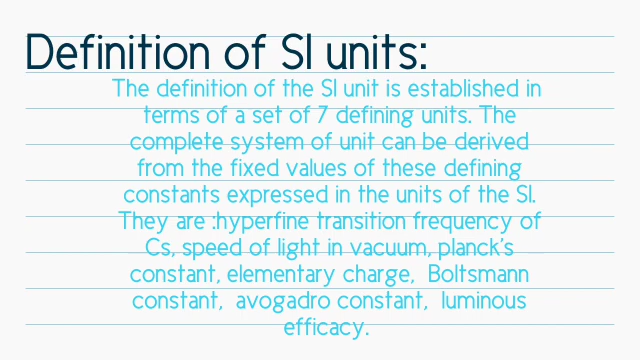 Definition of SI units:
The definition of the SI unit is established in
terms of a set of 7 defining units. The
complete system of unit can be derived
from the fixed values of these defining
constants expressed in the units of the SI.
They are :hyperfine transition frequency of
Cs, speed of light in vacuum, planck's
constant, elementary charge,  Boltsmann
constant,  avogadro constant,  luminous
efficacy.